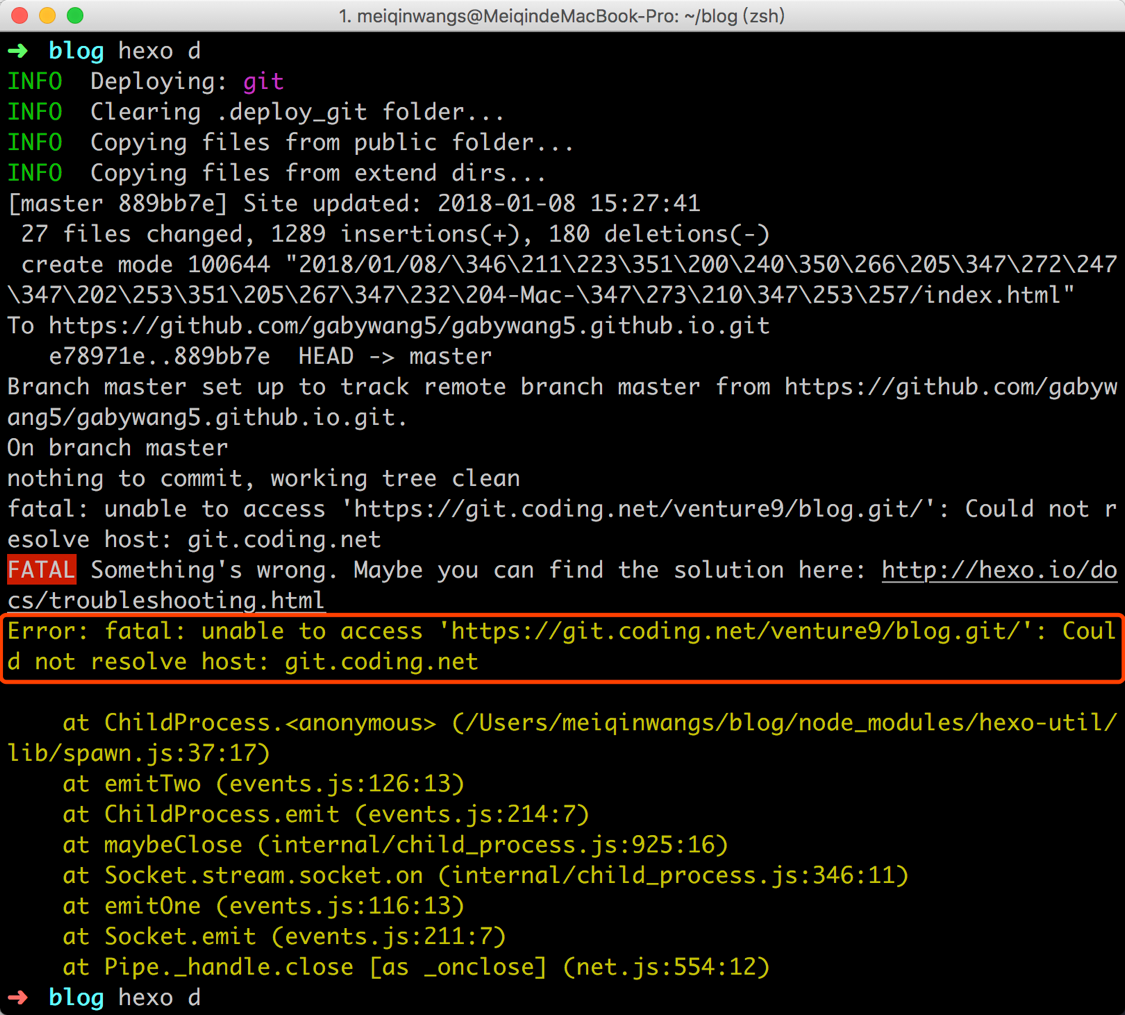 1. meiqinwangs@MeiqindeMacBook-Pro: ~/blog (zsh)
➜  blog hexo d
INFO  Deploying: git
INFO  Clearing .deploy_git folder...
INFO  Copying files from public folder...
INFO  Copying files from extend dirs...
[master 889bb7e] Site updated: 2018-01-08 15:27:41
 27 files changed, 1289 insertions(+), 180 deletions(-)
 create mode 100644 "2018/01/08/\346\211\223\351\200\240\350\266\205\347\272\247
\347\202\253\351\205\267\347\232\204-Mac-\347\273\210\347\253\257/index.html"
To https://github.com/gabywang5/gabywang5.github.io.git
   e78971e..889bb7e  HEAD -> master
Branch master set up to track remote branch master from https://github.com/gabyw
ang5/gabywang5.github.io.git.
On branch master
nothing to commit, working tree clean
fatal: unable to access 'https://git.coding.net/venture9/blog.git/': Could not r
esolve host: git.coding.net
FATAL Something's wrong. Maybe you can find the solution here: http://hexo.io/do
cs/troubleshooting.html
Error: fatal: unable to access 'https://git.coding.net/venture9/blog.git/': Coul
d not resolve host: git.coding.net
    at ChildProcess.<anonymous> (/Users/meiqinwangs/blog/node_modules/hexo-util/
lib/spawn.js:37:17)
    at emitTwo (events.js:126:13)
    at ChildProcess.emit (events.js:214:7)
    at maybeClose (internal/child_process.js:925:16)
    at Socket.stream.socket.on (internal/child_process.js:346:11)
    at emitOne (events.js:116:13)
    at Socket.emit (events.js:211:7)
    at Pipe._handle.close [as _onclose] (net.js:554:12)
➜  blog hexo d